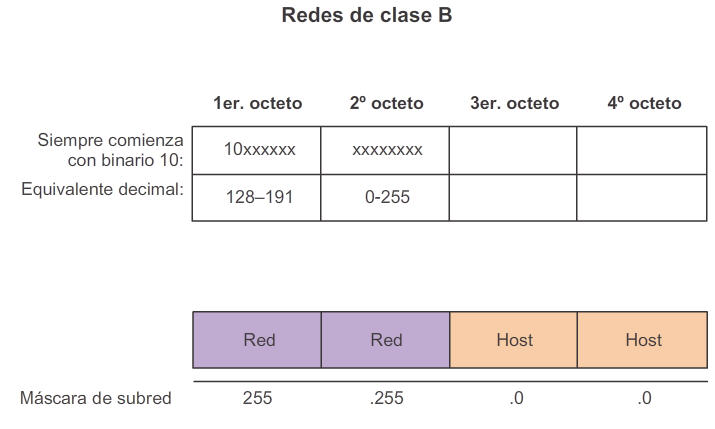 Redes de clase B
1er. octeto 2º octeto 3er. octeto 4º octeto
Siempre comienza
con binario 10: 10xxxxxx xxxxxxxx
Equivalente decimal: 128–191 0-255
Red Red Host Host
Máscara de subred 255 .255 .0 .0